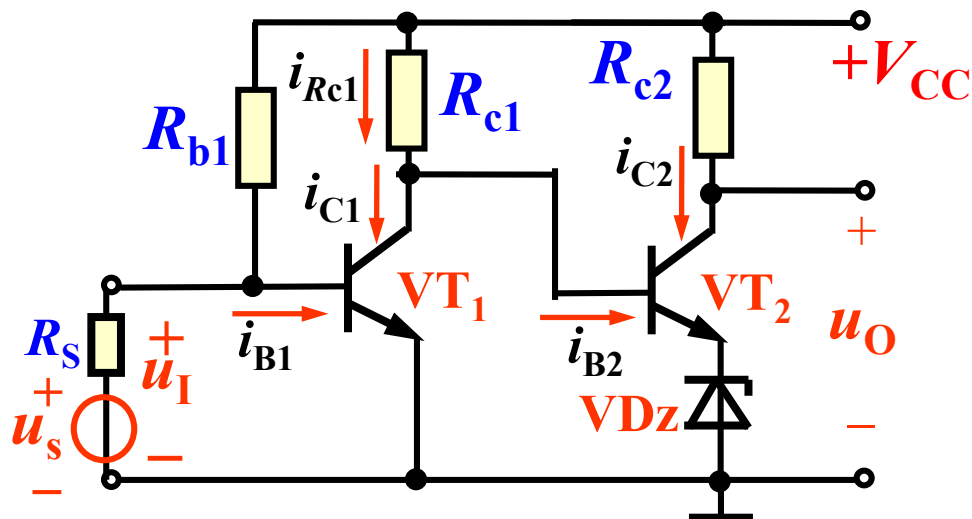 i_Rc1
R_c1
R_c2
+V_CC
R_b1
i_C1
i_C2
+
VT_1
VT_2
R_S
+
u_I
i_B1
i_B2
u_O
+
u_s
VDz
−
−
−